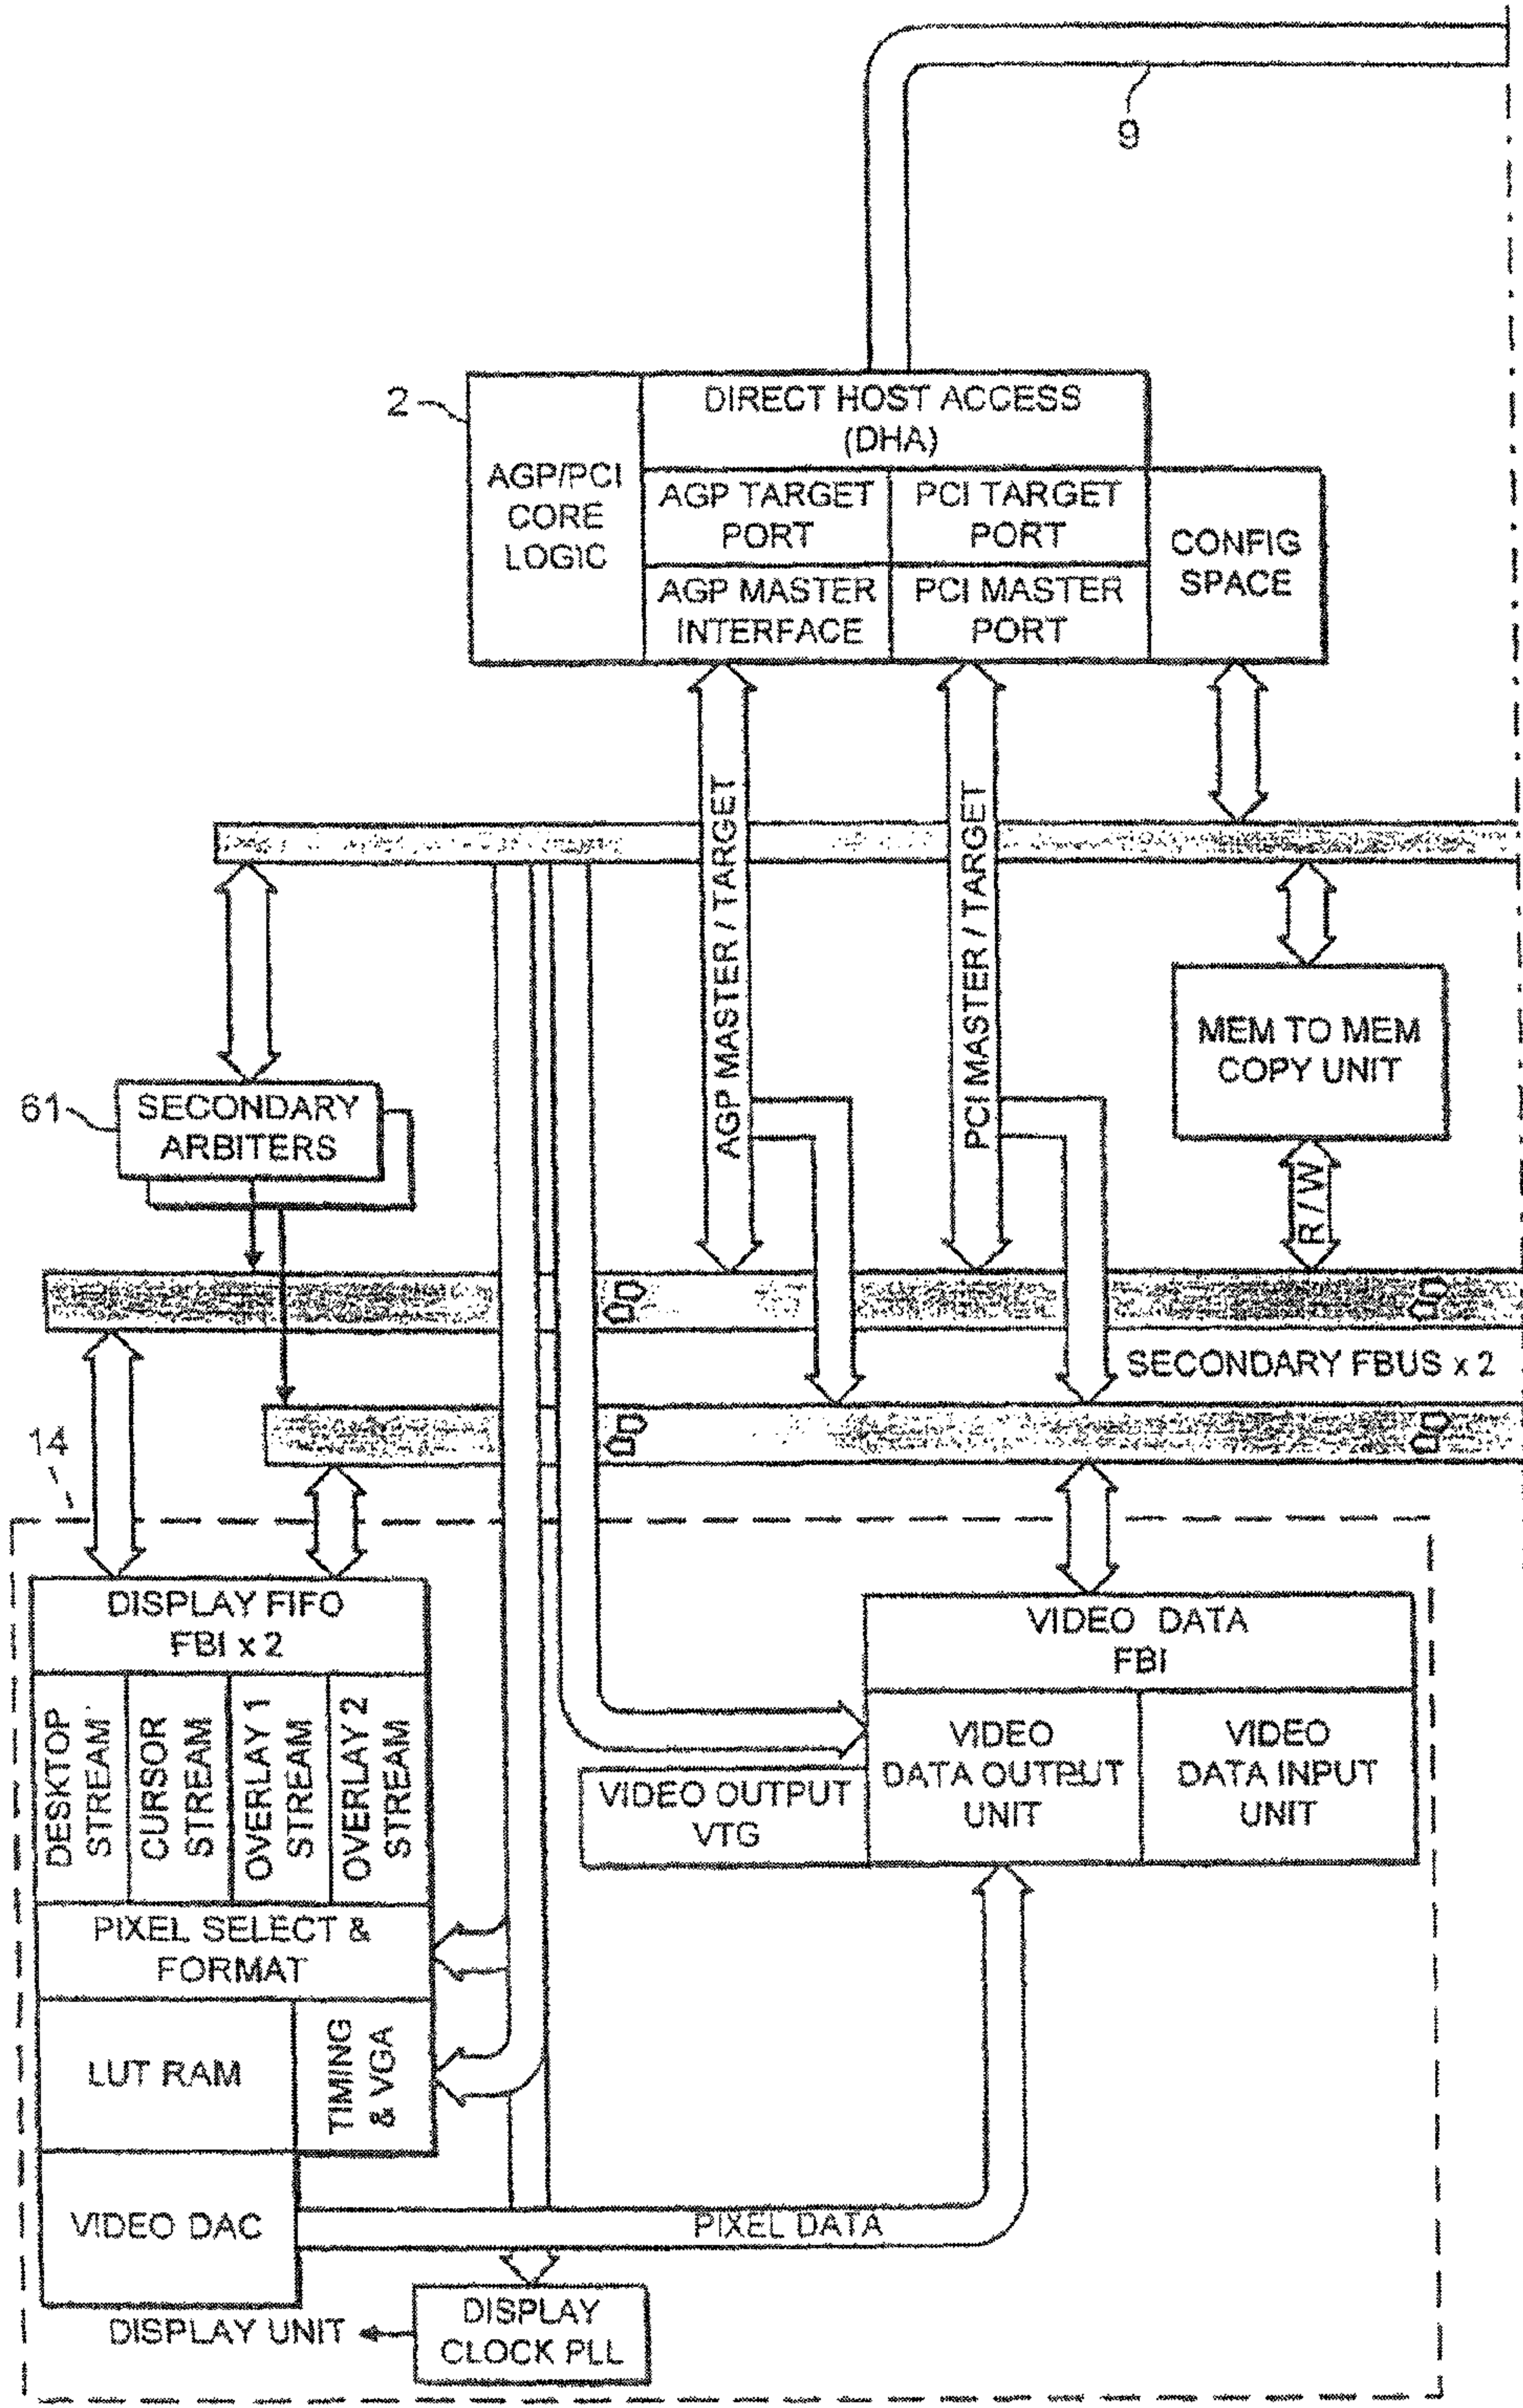 9
2
DIRECT HOST ACCESS
(DHA)
AGP/PCI
CORE
LOGIC
AGP TARGET
PORT
PCI TARGET
PORT
CONFIG
SPACE
AGP MASTER
INTERFACE
PCI MASTER
PORT
AGP MASTER / TARGET
PCI MASTER / TARGET
MEM TO MEM
COPY UNIT
61
SECONDARY
ARBITERS
R / W
SECONDARY FBUS x 2
14
DISPLAY FIFO
FBI x 2
DESKTOP
STREAM
CURSOR
STREAM
OVERLAY 1
STREAM
OVERLAY 2
STREAM
VIDEO DATA
FBI
VIDEO
DATA OUTPUT
UNIT
VIDEO
DATA INPUT
UNIT
VIDEO OUTPUT
VTG
PIXEL SELECT &
FORMAT
LUT RAM
TIMING
& VGA
VIDEO DAC
PIXEL DATA
DISPLAY UNIT
DISPLAY
CLOCK PLL